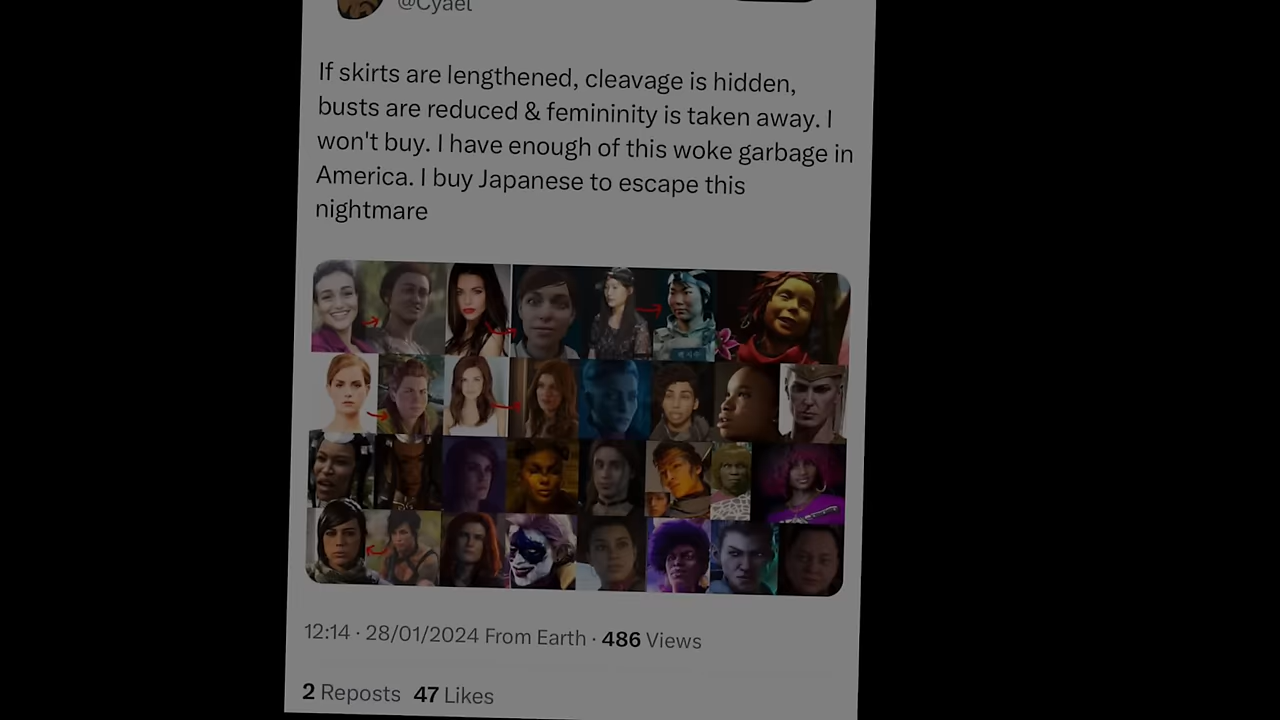 @Cyael
If skirts are lengthened, cleavage is hidden,
busts are reduced & femininity is taken away. I
won't buy. I have enough of this woke garbage in
America. I buy Japanese to escape this
nightmare
12:14 · 28/01/2024 From Earth · 486 Views
2 Reposts 47 Likes